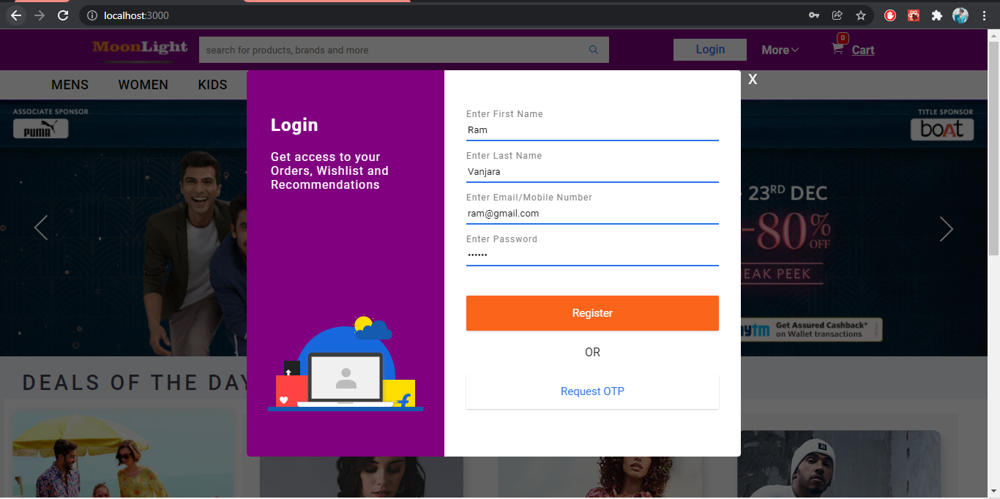 localhost:3000
MoonLight
search for products, brands and more
Login
More
0
Cart
MENS
WOMEN
KIDS
X
ASSOCIATE SPONSOR
PUMA
TITLE SPONSOR
boAt
Login
Get access to your
Orders, Wishlist and
Recommendations
Enter First Name
Ram
Enter Last Name
Vanjara
Enter Email/Mobile Number
ram@gmail.com
Enter Password
••••••
Register
OR
Request OTP
23RD DEC
-80%
OFF
EAK PEEK
ytm
Get Assured Cashback*
on Wallet transactions
DEALS OF THE DAY